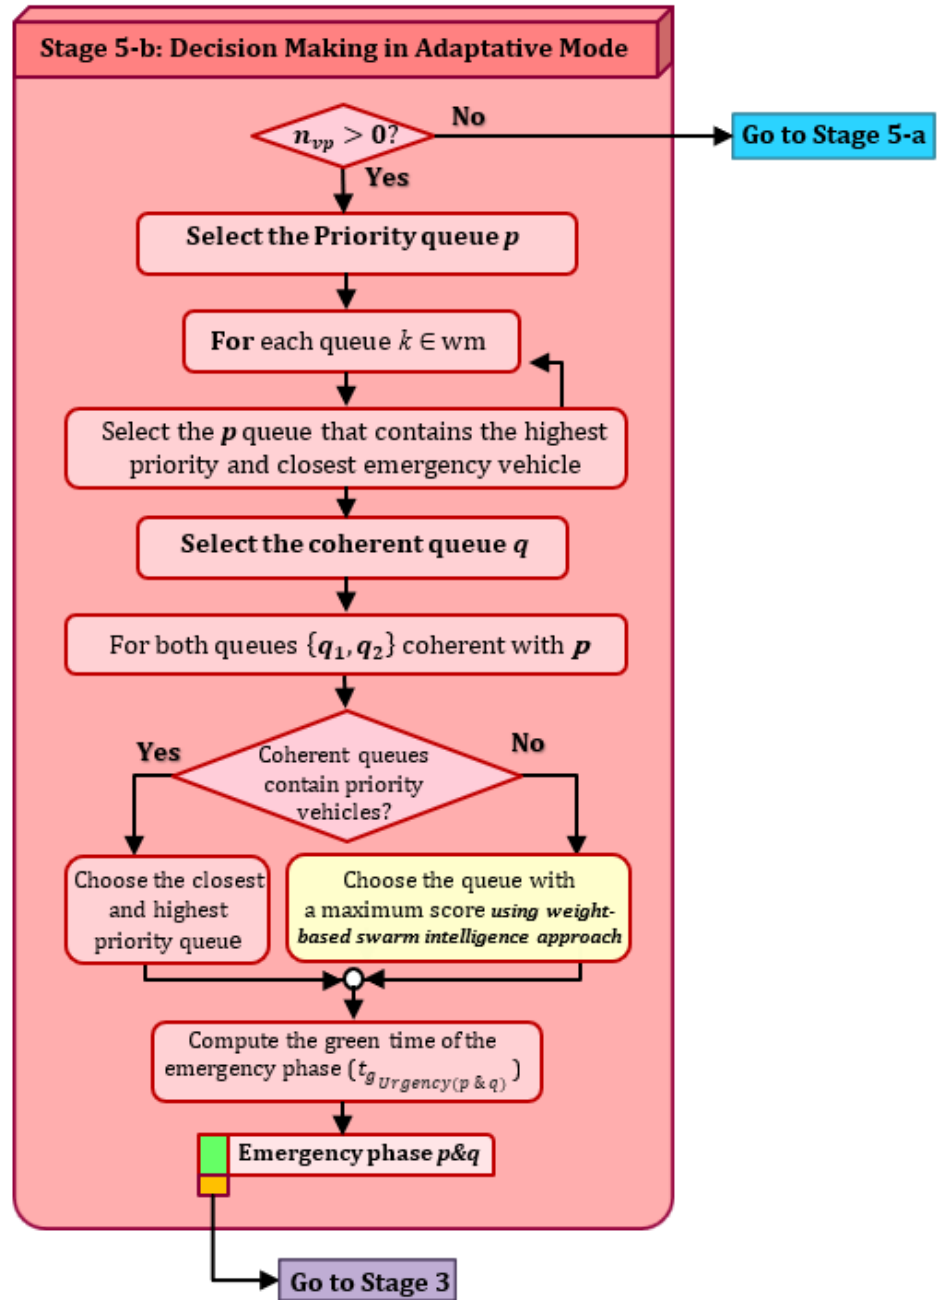 Stage 5-b: Decision Making in Adaptative Mode
n_{vp} > 0?
No
Go to Stage 5-a
Yes
Select the Priority queue p
For each queue k ∈ wm
Select the p queue that contains the highest
priority and closest emergency vehicle
Select the coherent queue q
For both queues {q₁, q₂} coherent with p
Yes
No
Coherent queues
contain priority
vehicles?
Choose the closest
and highest
priority queue
Choose the queue with
a maximum score using weight-
based swarm intelligence approach
Compute the green time of the
emergency phase (t_{g_{Urgency(p & q)}})
Emergency phase p&q
Go to Stage 3